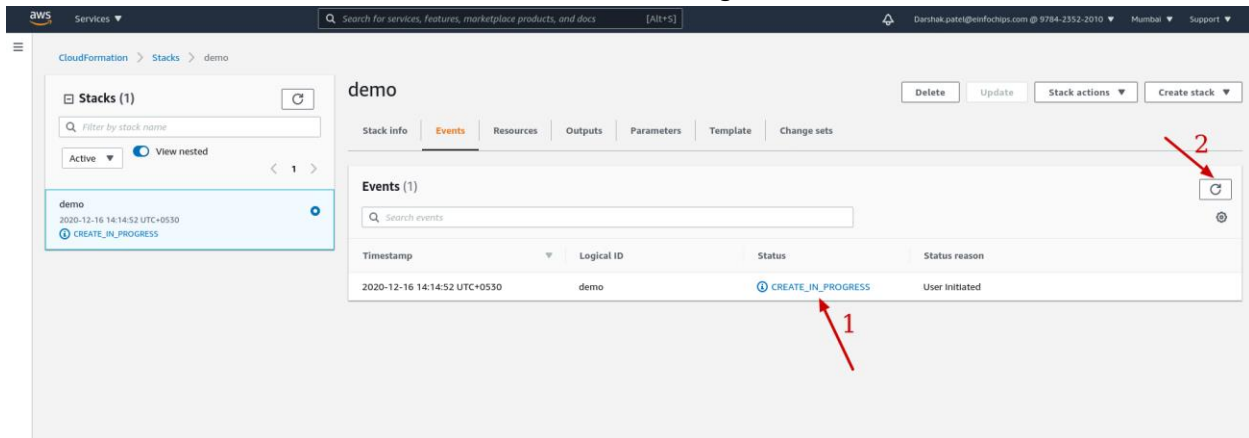 aws Services ▼ Search for services, features, marketplace products, and docs [Alt+S] Darshak.patel@einfochips.com @ 9784-2352-2010 ▼ Mumbai ▼ Support ▼
CloudFormation > Stacks > demo
Stacks (1)
Filter by stock name
Active ▼ View nested
< 1 >
demo
2020-12-16 14:14:52 UTC+0530
CREATE_IN_PROGRESS
demo
Delete Update Stack actions ▼ Create stack ▼
Stack info Events Resources Outputs Parameters Template Change sets
2
Events (1)
Search events
Timestamp ▼ Logical ID Status Status reason
2020-12-16 14:14:52 UTC+0530 demo CREATE_IN_PROGRESS User Initiated
1